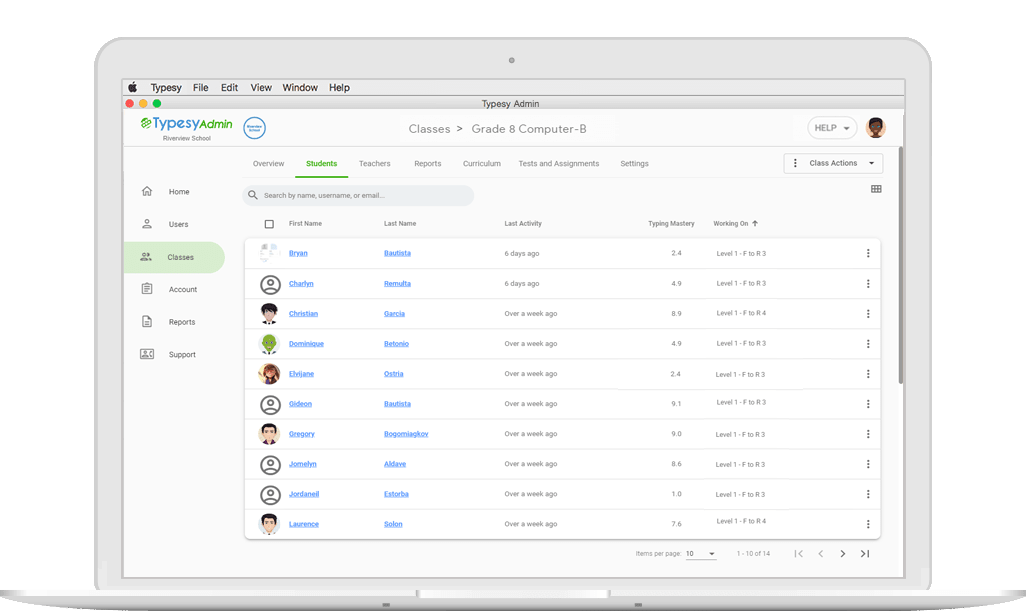 Typesy File Edit View Window Help
Typesy Admin
TypesyAdmin
Riverview School
Riverview School
Classes > Grade 8 Computer-B
HELP
Overview Students Teachers Reports Curriculum Tests and Assignments Settings
Class Actions
Home
Users
Classes
Account
Reports
Support
Search by name, username, or email...
First Name Last Name Last Activity Typing Mastery Working On
Bryan Bautista 6 days ago 2.4 Level 1 - F to R 3
Charlyn Remulta 6 days ago 4.9 Level 1 - F to R 3
Christian Garcia Over a week ago 8.9 Level 1 - F to R 4
Dominique Betonio Over a week ago 4.9 Level 1 - F to R 3
Elvijane Ostria Over a week ago 2.4 Level 1 - F to R 3
Gideon Bautista Over a week ago 9.1 Level 1 - F to R 3
Gregory Bogomiagkov Over a week ago 9.0 Level 1 - F to R 3
Jomelyn Aldave Over a week ago 8.6 Level 1 - F to R 3
Jordaneil Estorba Over a week ago 1.0 Level 1 - F to R 3
Laurence Solon Over a week ago 7.6 Level 1 - F to R 4
Items per page: 10 1 - 10 of 14